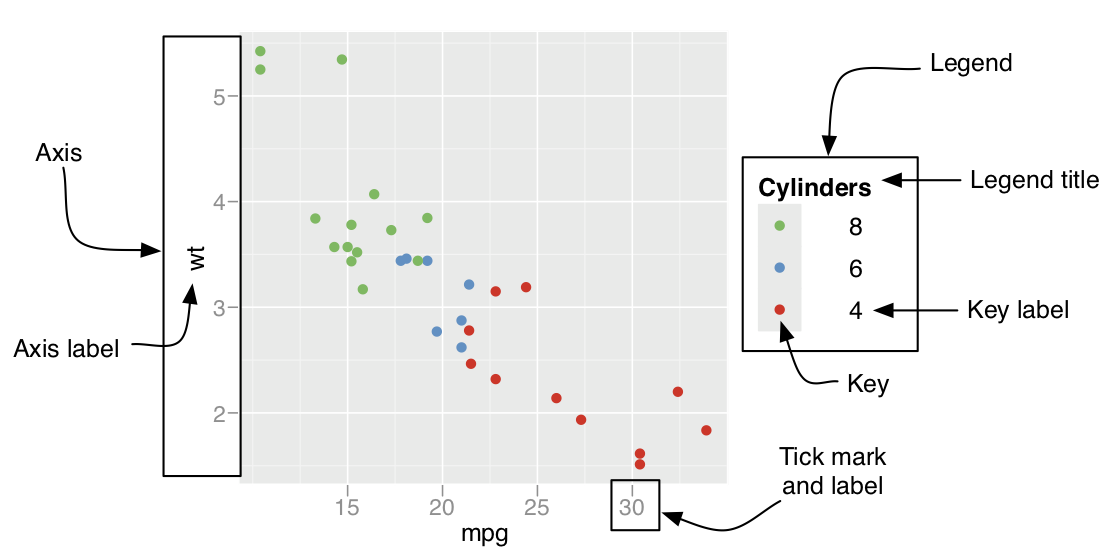 Legend
Axis
Legend title
Cylinders
8
6
4
Key label
Key
Axis label
wt
5
4
3
2
15
20
25
30
mpg
Tick mark
and label